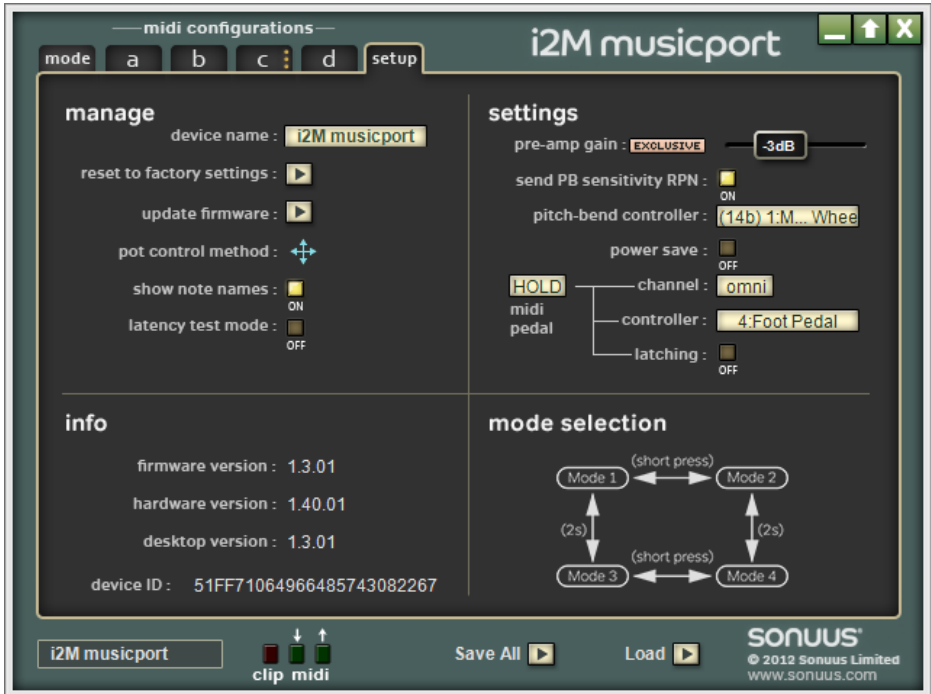 midi configurations
i2M musicport
mode a b c d setup
manage
device name : i2M musicport
reset to factory settings :
update firmware :
pot control method :
show note names :
ON
latency test mode :
OFF
settings
pre-amp gain : EXCLUSIVE -3dB
send PB sensitivity RPN :
ON
pitch-bend controller : (14b) 1:M... Whee
power save :
OFF
HOLD channel : omni
midi
pedal
controller : 4:Foot Pedal
latching :
OFF
info
firmware version : 1.3.01
hardware version : 1.40.01
desktop version : 1.3.01
device ID : 51FF71064966485743082267
mode selection
(short press)
Mode 1 Mode 2
(2s) (2s)
(short press)
Mode 3 Mode 4
i2M musicport
clip midi
Save All Load
sonuus®
© 2012 Sonuus Limited
www.sonuus.com